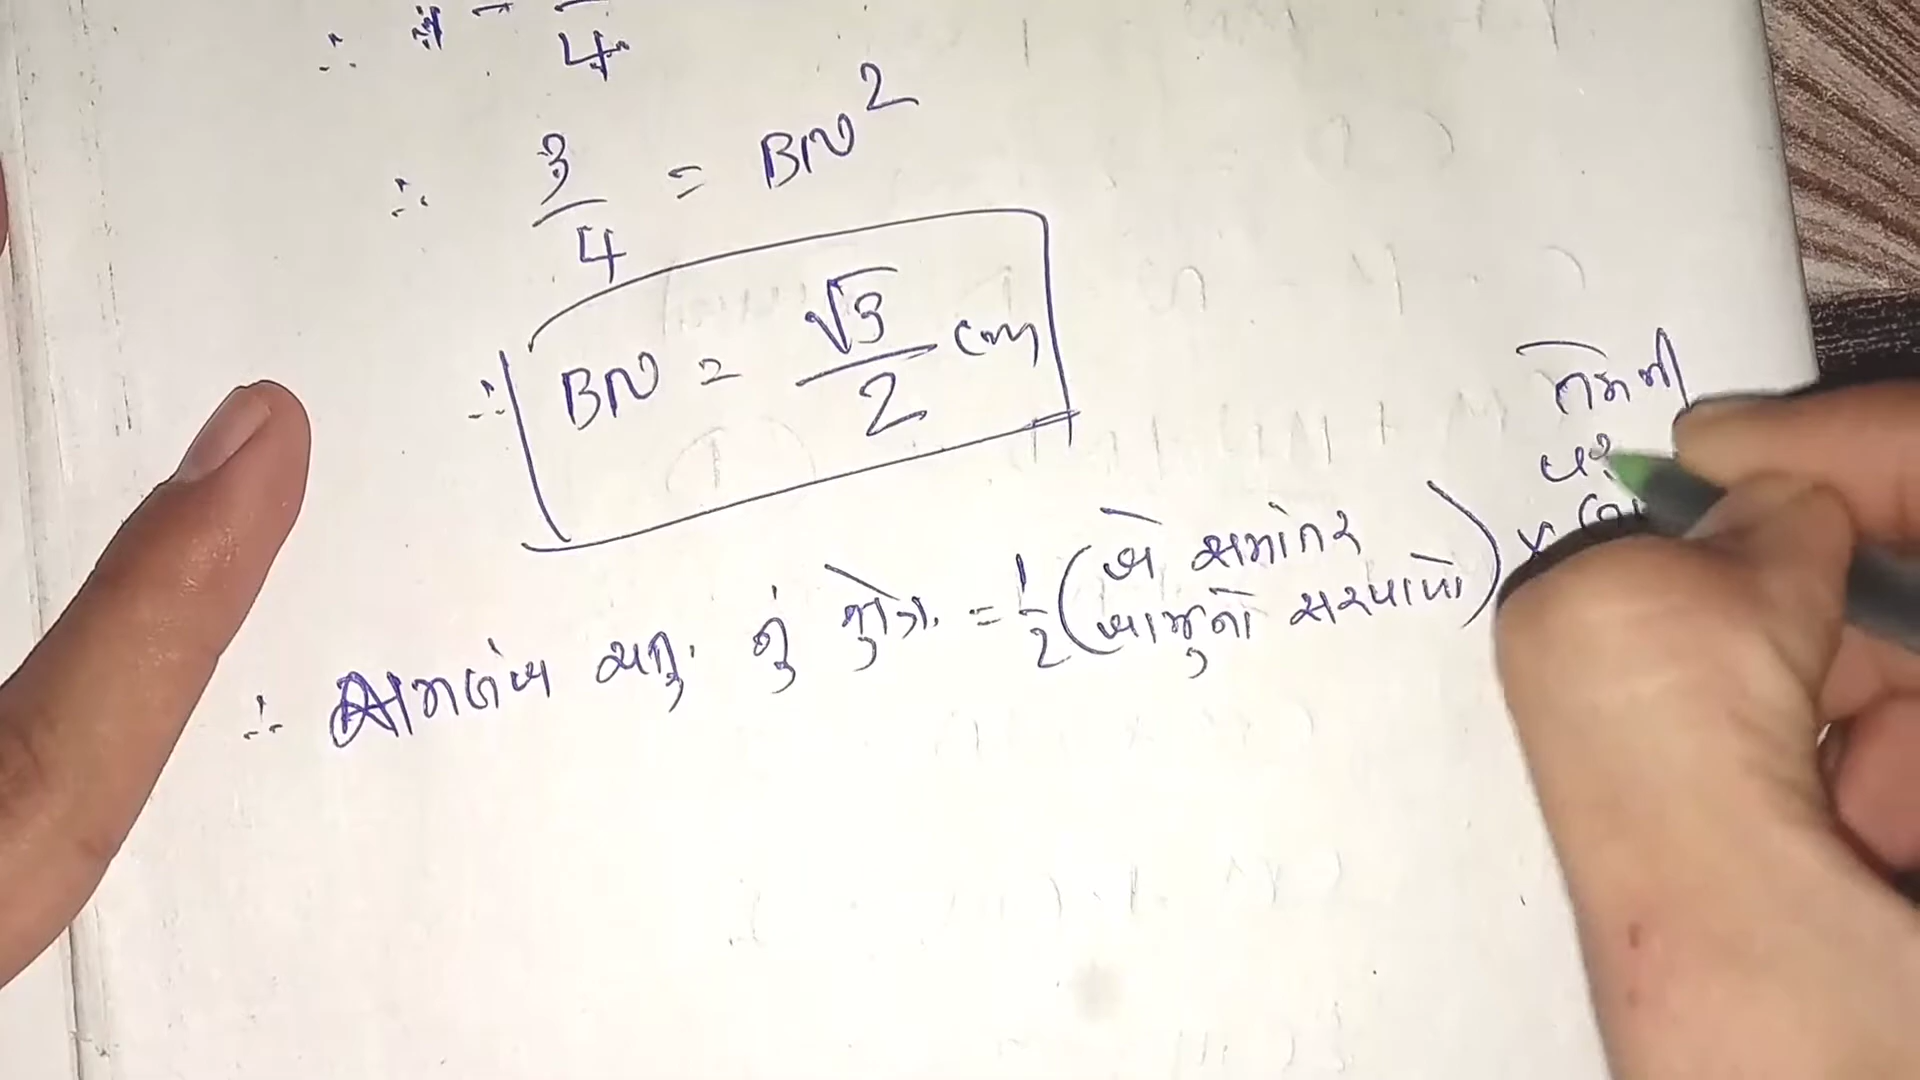 ∴ 3/4 = BN²
∴ BN = √3/2 cm
∴ સમલંબ ચતુ. નું ક્ષેત્ર. = 1/2 (બે સમાંતર બાજુનો સરવાળો) ×
તેમની